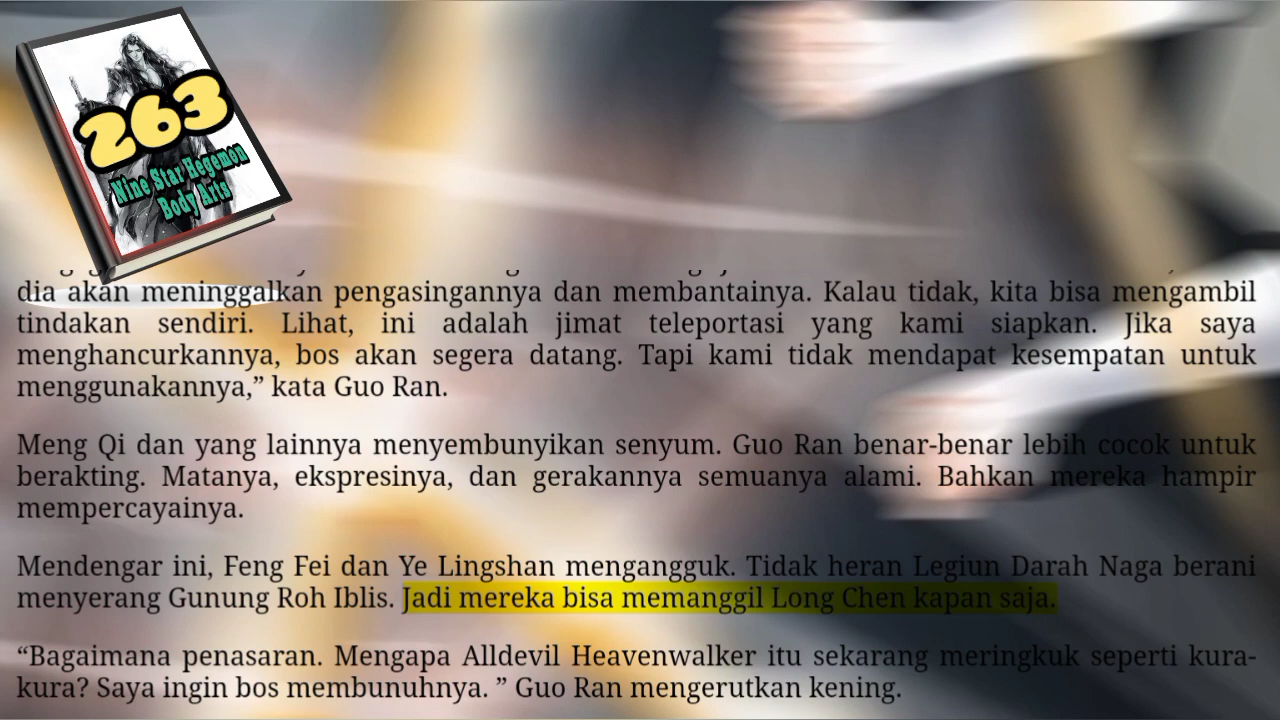 263
Nine Star Hegemon
Body Arts
dia akan meninggalkan pengasingannya dan membantainya. Kalau tidak, kita bisa mengambil
tindakan sendiri. Lihat, ini adalah jimat teleportasi yang kami siapkan. Jika saya
menghancurkannya, bos akan segera datang. Tapi kami tidak mendapat kesempatan untuk
menggunakannya,” kata Guo Ran.
Meng Qi dan yang lainnya menyembunyikan senyum. Guo Ran benar-benar lebih cocok untuk
berakting. Matanya, ekspresinya, dan gerakannya semuanya alami. Bahkan mereka hampir
mempercayainya.
Mendengar ini, Feng Fei dan Ye Lingshan mengangguk. Tidak heran Legiun Darah Naga berani
menyerang Gunung Roh Iblis. Jadi mereka bisa memanggil Long Chen kapan saja.
“Bagaimana penasaran. Mengapa Alldevil Heavenwalker itu sekarang meringkuk seperti kura-
kura? Saya ingin bos membunuhnya. ” Guo Ran mengerutkan kening.